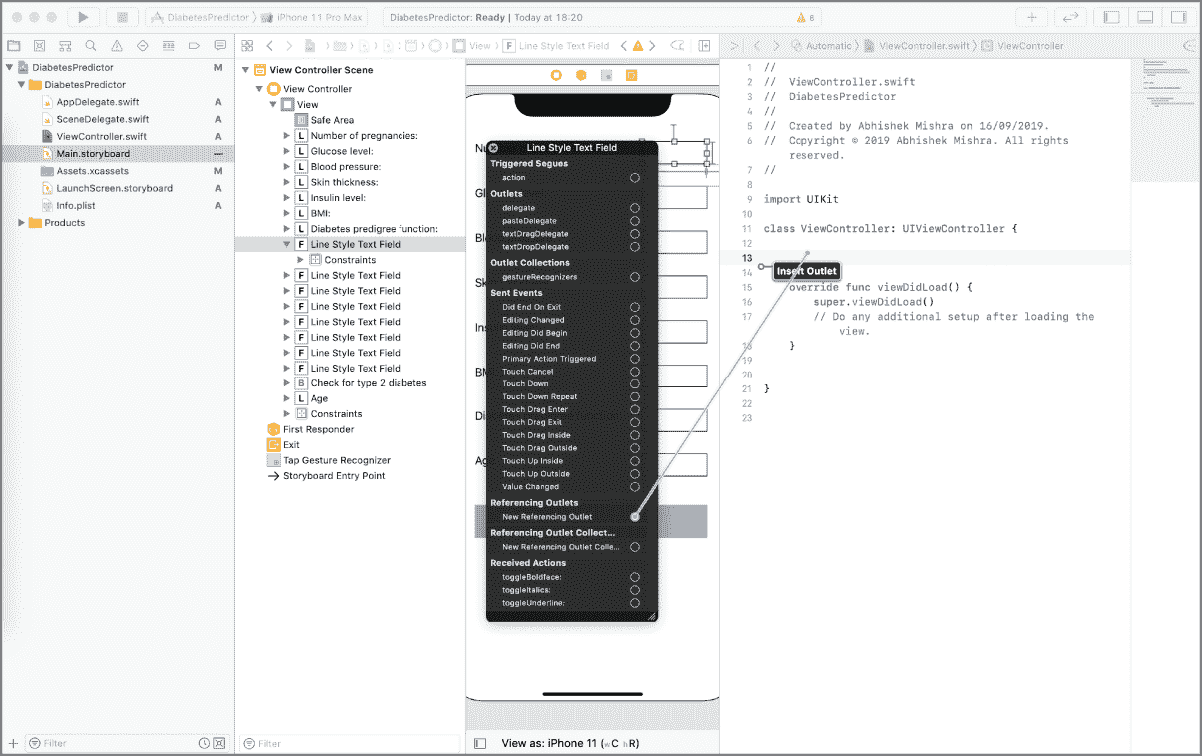 DiabetesPredictor
iPhone 11 Pro Max
DiabetesPredictor: Ready | Today at 18:20
6
View
F Line Style Text Field
Automatic
ViewController.swift
ViewController
DiabetesPredictor M
DiabetesPredictor
AppDelegate.swift A
SceneDelegate.swift A
ViewController.swift A
Main.storyboard
Assets.xcassets M
LaunchScreen.storyboard A
Info.plist A
Products
Filter
View Controller Scene
View Controller
View
Safe Area
L Number of pregnancies:
L Glucose level:
L Blood pressure:
L Skin thickness:
L Insulin level:
L BMI:
L Diabetes predigree function:
F Line Style Text Field
Constraints
F Line Style Text Field
F Line Style Text Field
F Line Style Text Field
F Line Style Text Field
F Line Style Text Field
F Line Style Text Field
F Line Style Text Field
B Check for type 2 diabetes
L Age
Constraints
First Responder
Exit
Tap Gesture Recognizer
Storyboard Entry Point
Filter
Line Style Text Field
Triggered Segues
action
Outlets
delegate
pasteDelegate
textDragDelegate
textDropDelegate
Outlet Collections
gestureRecognizers
Sent Events
Did End On Exit
Editing Changed
Editing Did Begin
Editing Did End
Primary Action Triggered
Touch Cancel
Touch Down
Touch Down Repeat
Touch Drag Enter
Touch Drag Exit
Touch Drag Inside
Touch Drag Outside
Touch Up Inside
Touch Up Outside
Value Changed
Referencing Outlets
New Referencing Outlet
Referencing Outlet Collect...
New Referencing Outlet Colle...
Received Actions
toggleBoldface:
toggleItalics:
toggleUnderline:
View as: iPhone 11 (wC hR)
1 //
2 // ViewController.swift
3 // DiabetesPredictor
4 //
5 // Created by Abhishek Mishra on 16/09/2019.
6 // Copyright © 2019 Abhishek Mishra. All rights
reserved.
7 //
8
9 import UIKit
10
11 class ViewController: UIViewController {
12
13
Insert Outlet
14
15 override func viewDidLoad() {
16 super.viewDidLoad()
17 // Do any additional setup after loading the
view.
18 }
19
20
21 }
22
23